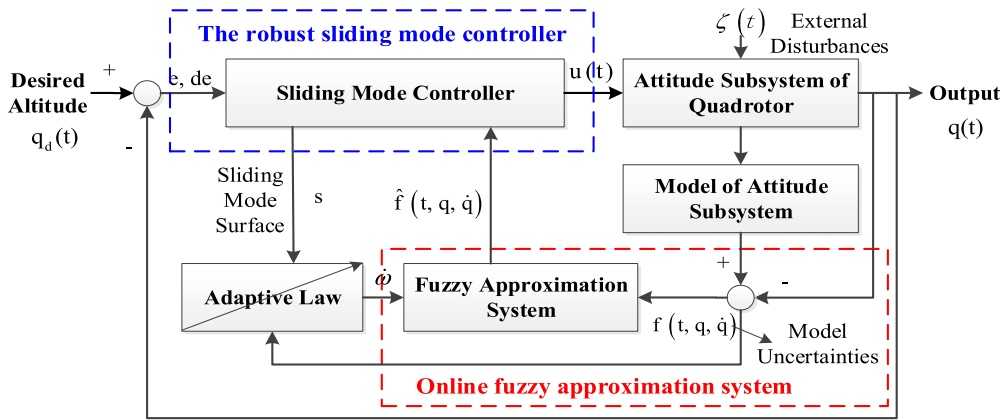 The robust sliding mode controller
ζ(t)
External
Disturbances
Desired
Altitude
q_d(t)
+
-
e, de
Sliding Mode Controller
u(t)
Attitude Subsystem of
Quadrotor
Output
q(t)
Sliding
Mode
Surface
s
f̂ (t, q, q̇)
Model of Attitude
Subsystem
Adaptive Law
ω̇
Fuzzy Approximation
System
+
-
f (t, q, q̇)
Model
Uncertainties
Online fuzzy approximation system